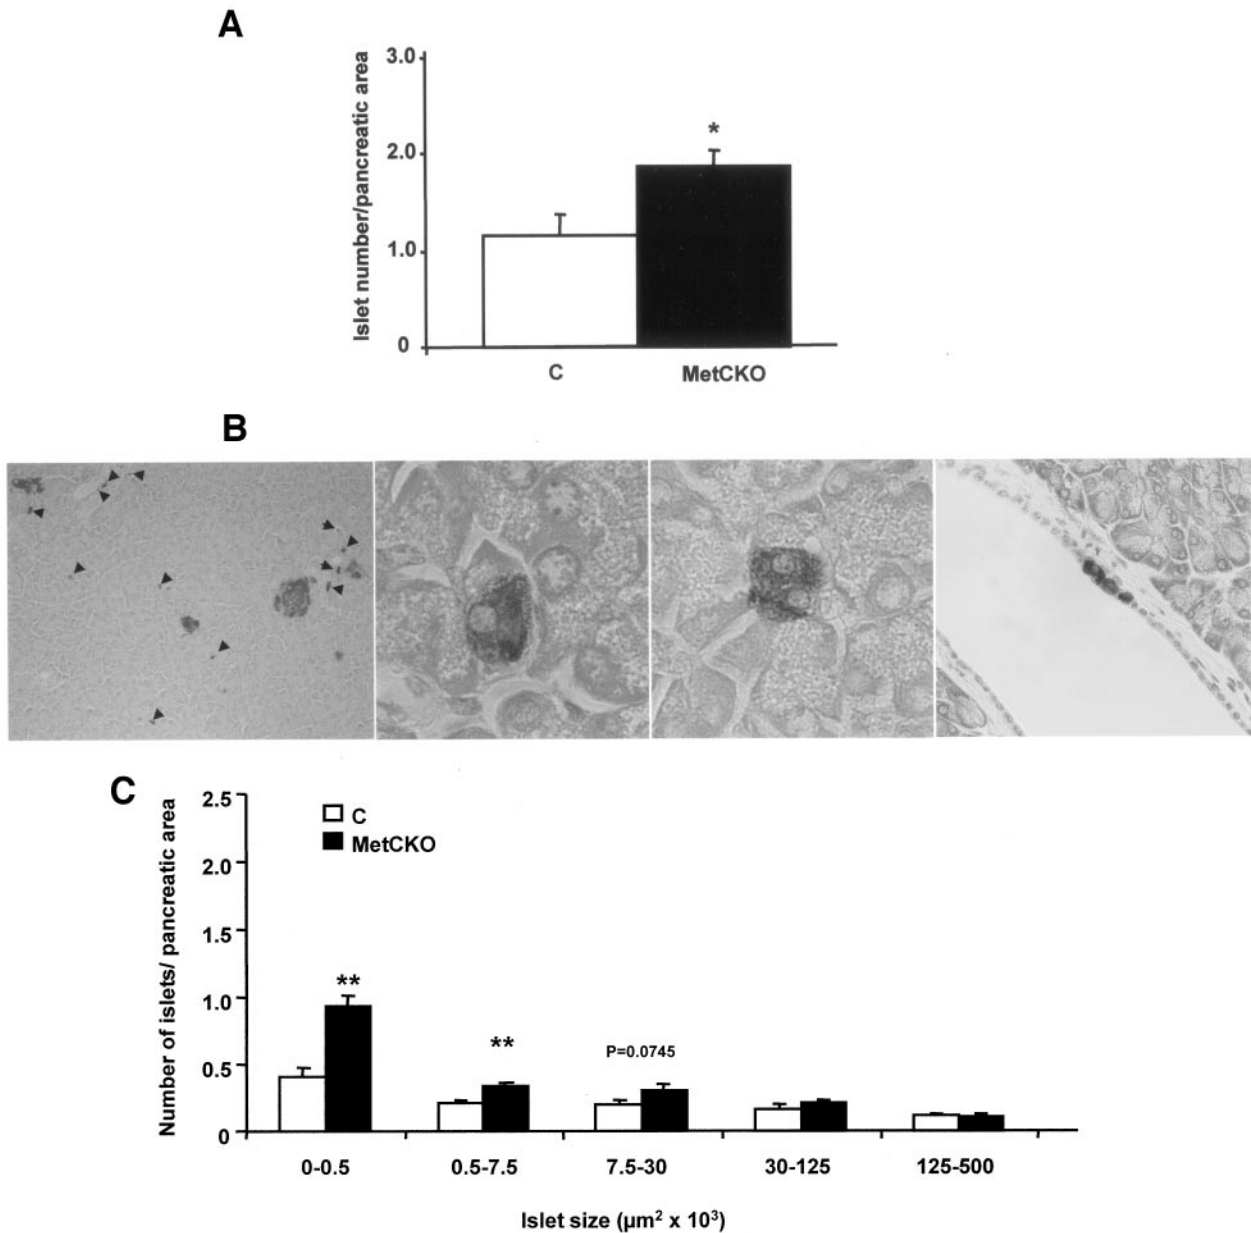 A
Islet number/pancreatic area
3.0
2.0
1.0
0
*
C
MetCKO
B
C
Number of islets/ pancreatic area
2.5
2.0
1.5
1.0
0.5
0
C
MetCKO
**
**
P=0.0745
0-0.5
0.5-7.5
7.5-30
30-125
125-500
Islet size (µm² x 10³)